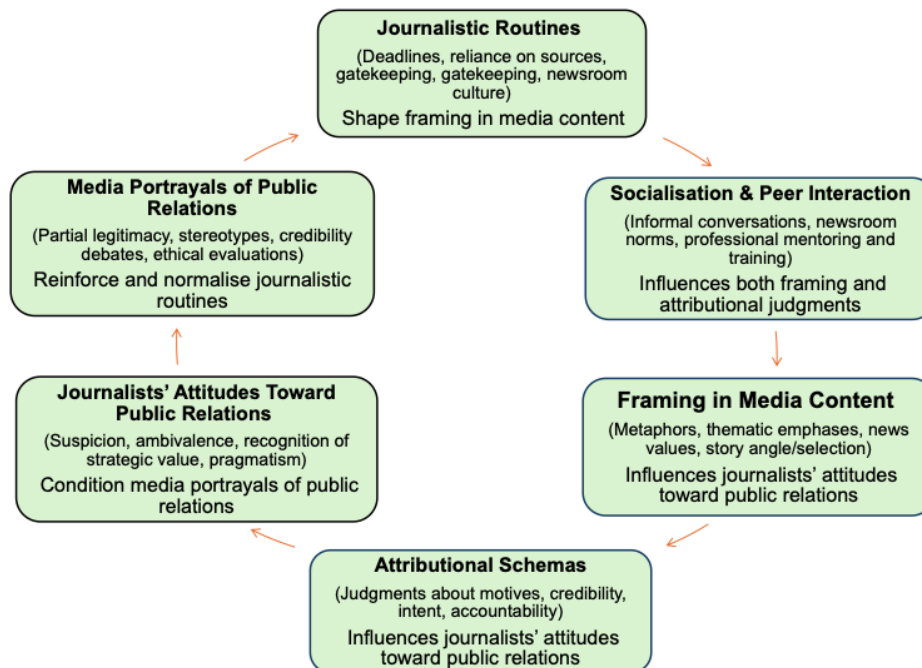 Journalistic Routines
(Deadlines, reliance on sources,
gatekeeping, gatekeeping, newsroom
culture)
Shape framing in media content
Socialisation & Peer Interaction
(Informal conversations, newsroom
norms, professional mentoring and
training)
Influences both framing and
attributional judgments
Framing in Media Content
(Metaphors, thematic emphases, news
values, story angle/selection)
Influences journalists' attitudes
toward public relations
Attributional Schemas
(Judgments about motives, credibility,
intent, accountability)
Influences journalists' attitudes
toward public relations
Journalists' Attitudes Toward
Public Relations
(Suspicion, ambivalence, recognition of
strategic value, pragmatism)
Condition media portrayals of public
relations
Media Portrayals of Public
Relations
(Partial legitimacy, stereotypes, credibility
debates, ethical evaluations)
Reinforce and normalise journalistic
routines